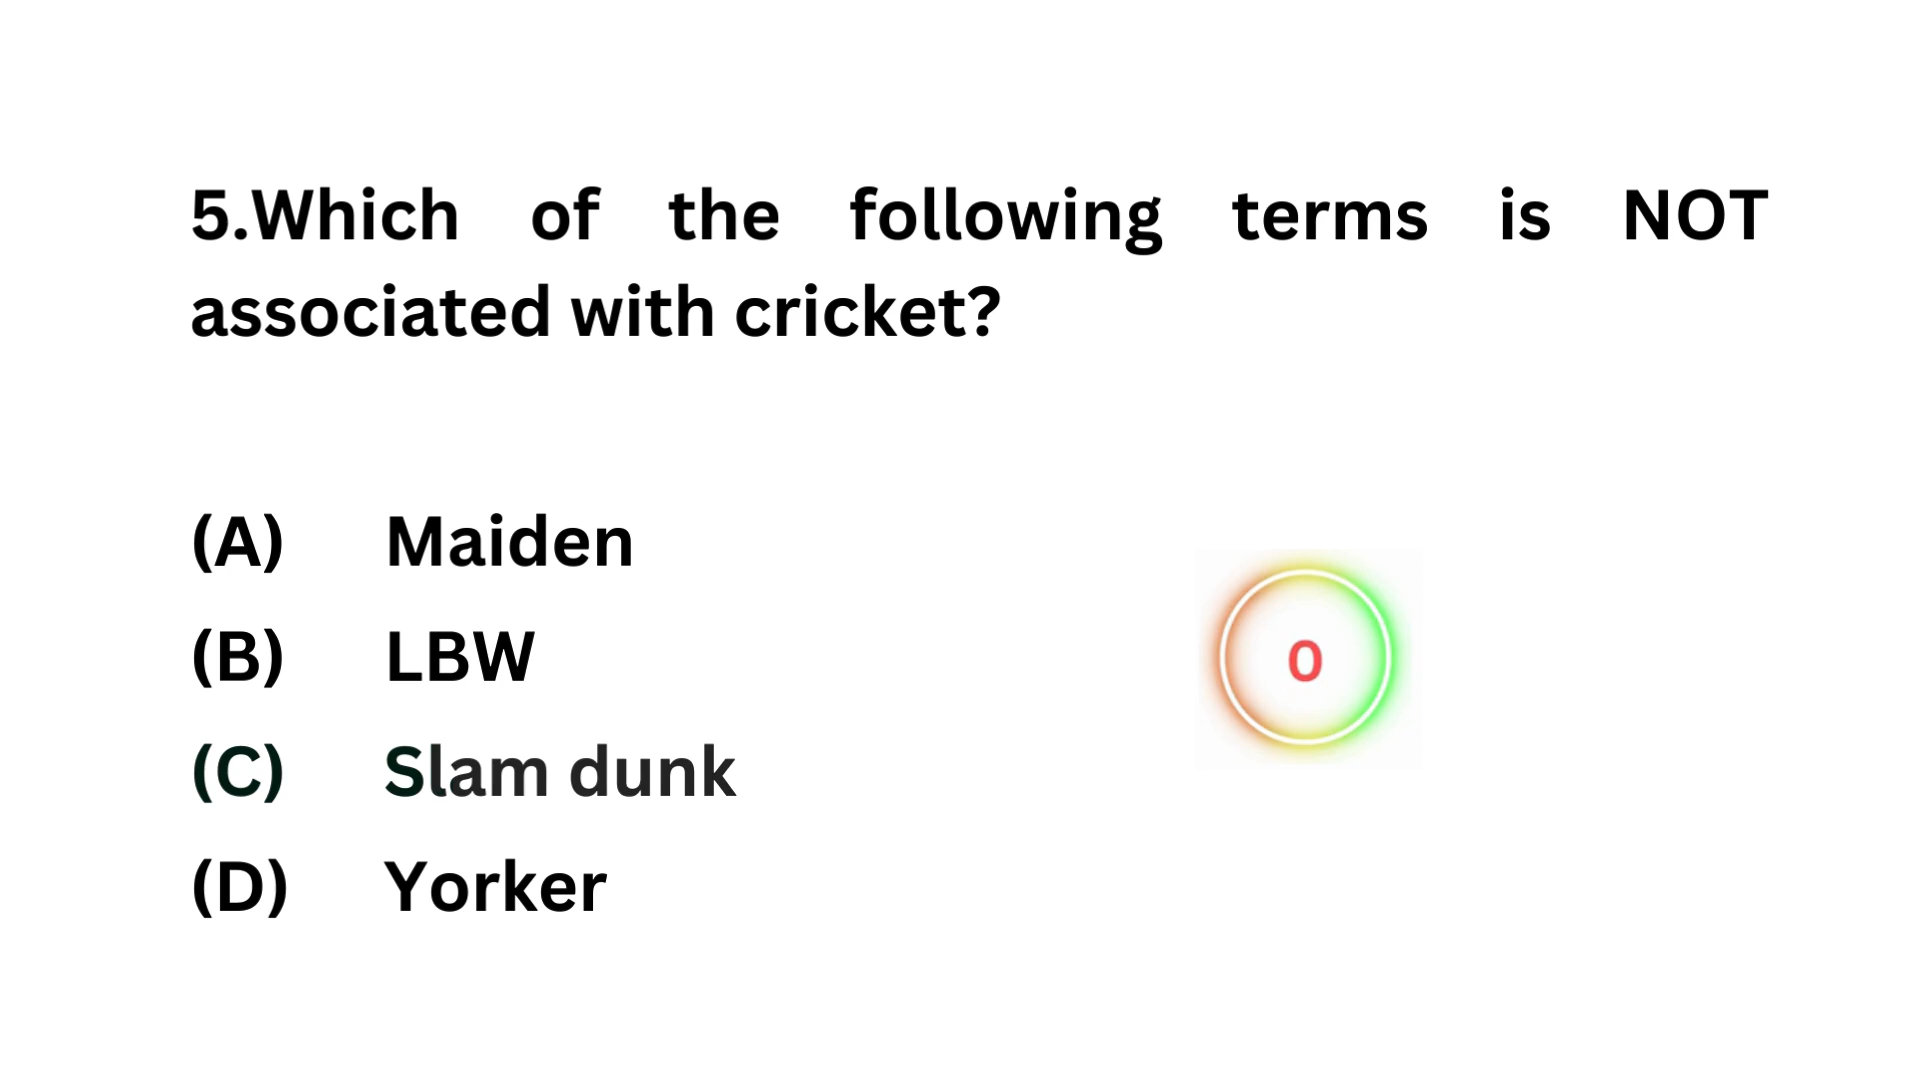 5.Which of the following terms is NOT
associated with cricket?
(A) Maiden
(B) LBW
0
(C) Slam dunk
(D) Yorker